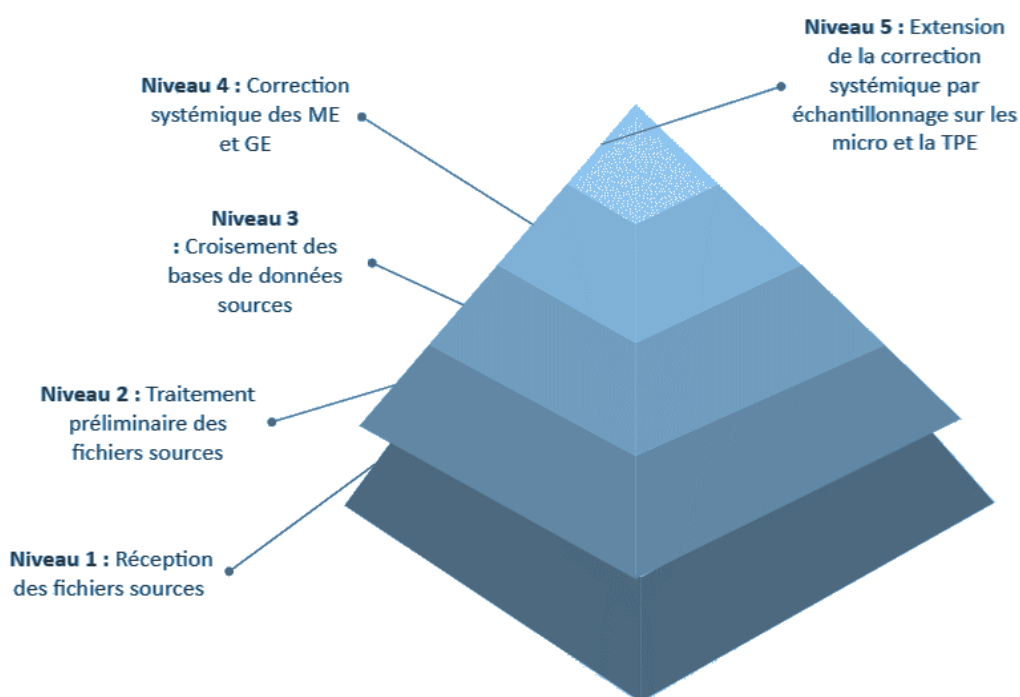 Niveau 5 : Extension
de la correction
systémique par
échantillonnage sur les
micro et la TPE
Niveau 4 : Correction
systémique des ME
et GE
Niveau 3
: Croisement des
bases de données
sources
Niveau 2 : Traitement
préliminaire des
fichiers sources
Niveau 1 : Réception
des fichiers sources